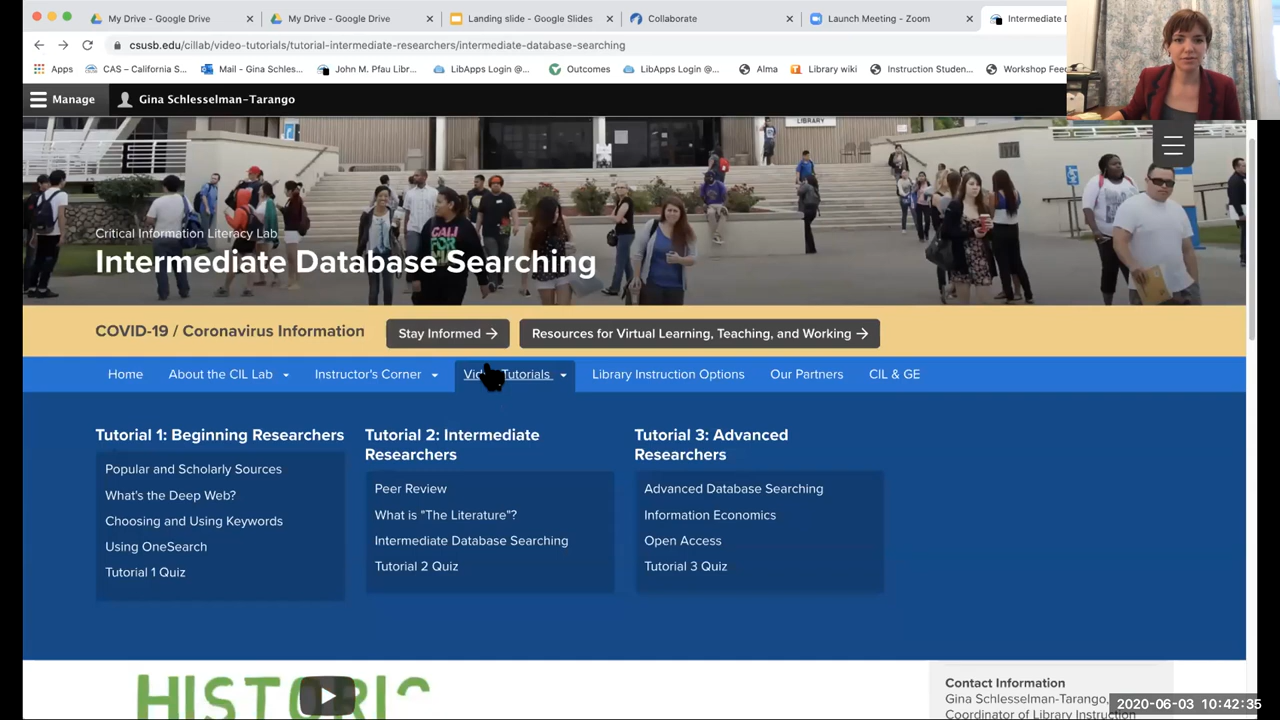 My Drive - Google Drive
My Drive - Google Drive
Landing slide - Google Slides
Collaborate
Launch Meeting - Zoom
Intermediate D
csusb.edu/cillab/video-tutorials/tutorial-intermediate-researchers/intermediate-database-searching
Apps
CAS – California S...
Mail - Gina Schles...
John M. Pfau Libr...
LibApps Login @...
Outcomes
LibApps Login @...
Alma
Library wiki
Instruction Studen...
Workshop Feed
Manage
Gina Schlesselman-Tarango
LIBRARY
CALI
FOR
Critical Information Literacy Lab
Intermediate Database Searching
COVID-19 / Coronavirus Information
Stay Informed →
Resources for Virtual Learning, Teaching, and Working →
Home
About the CIL Lab
Instructor's Corner
Video Tutorials
Library Instruction Options
Our Partners
CIL & GE
Tutorial 1: Beginning Researchers
Popular and Scholarly Sources
What's the Deep Web?
Choosing and Using Keywords
Using OneSearch
Tutorial 1 Quiz
Tutorial 2: Intermediate
Researchers
Peer Review
What is "The Literature"?
Intermediate Database Searching
Tutorial 2 Quiz
Tutorial 3: Advanced
Researchers
Advanced Database Searching
Information Economics
Open Access
Tutorial 3 Quiz
HISTORIC
Contact Information
Gina Schlesselman-Tarango,
Coordinator of Library Instruction
2020-06-03 10:42:35